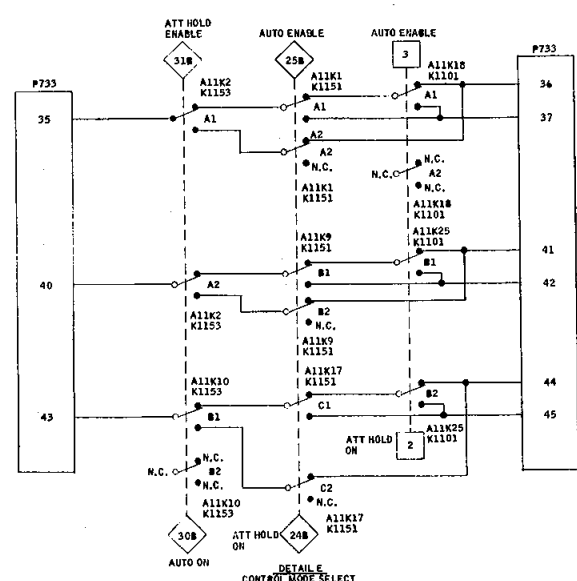 ATT HOLD
ENABLE
AUTO ENABLE
AUTO ENABLE
31B
25B
3
P733
P733
A11K2
K1153
A11K1
K1151
A11K18
K1101
35
A1
A1
A1
36
37
A2
A2
N.C.
A11K1
K1151
N.C.
N.C.
A2
N.C.
A11K18
K1101
A11K9
K1151
A11K25
K1101
40
A2
B1
B1
41
42
A11K2
K1153
B2
N.C.
A11K9
K1151
A11K10
K1153
A11K17
K1151
43
B1
C1
B2
44
45
A11K25
K1101
N.C.
N.C.
B2
N.C.
ATT HOLD
ON
2
C2
N.C.
A11K10
K1153
A11K17
K1151
30B
AUTO ON
ATT HOLD
ON
24B
DETAIL E
CONTROL MODE SELECT